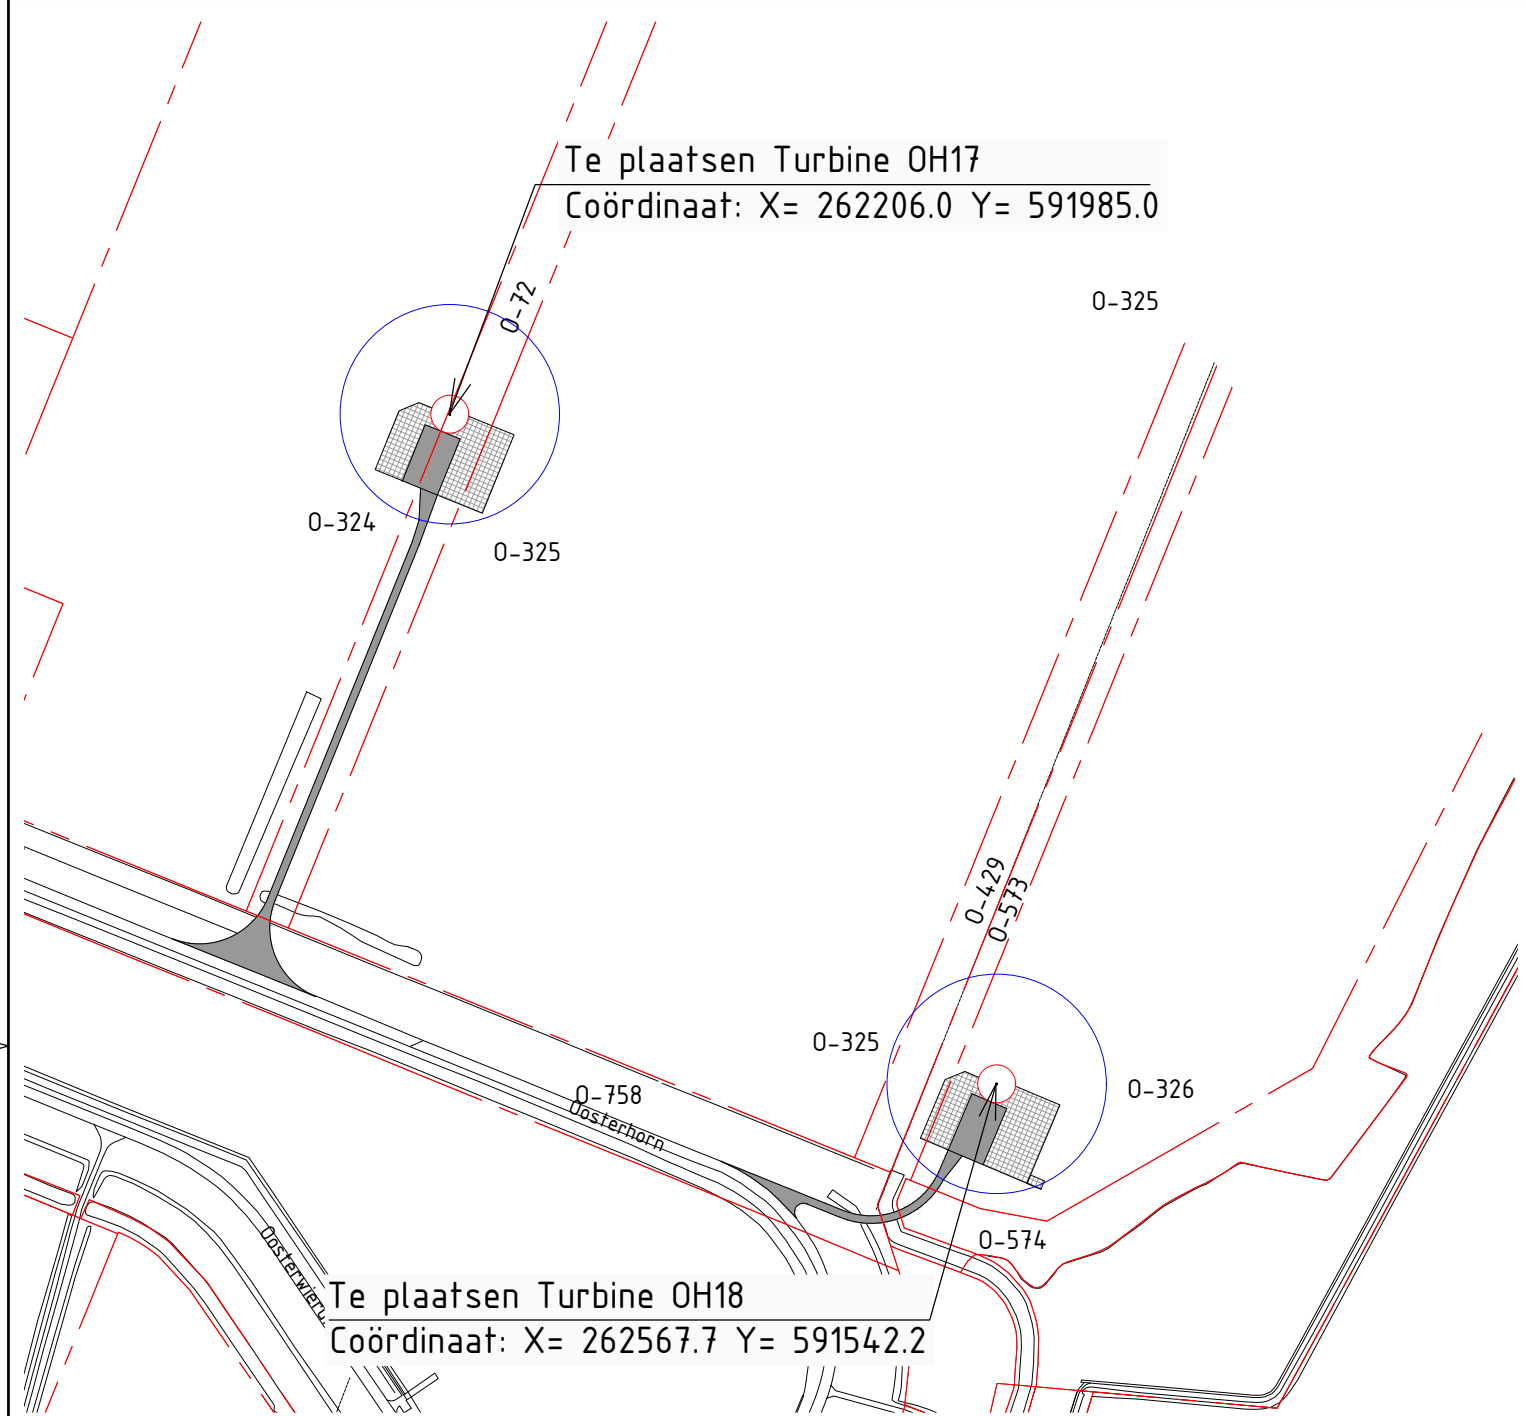 Te plaatsen Turbine OH17
Coördinaat: X= 262206.0 Y= 591985.0
O-72
O-325
O-324
O-325
O-429
O-573
O-325
O-326
O-758
Oosterhorn
O-574
Te plaatsen Turbine OH18
Coördinaat: X= 262567.7 Y= 591542.2